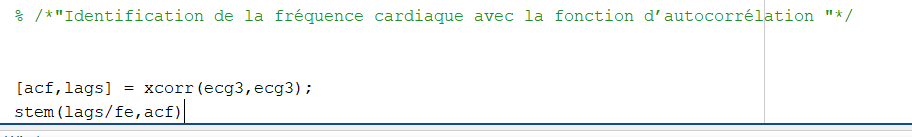 % /*"Identification de la fréquence cardiaque avec la fonction d’autocorrélation "*/
[acf,lags] = xcorr(ecg3,ecg3);
stem(lags/fe,acf)